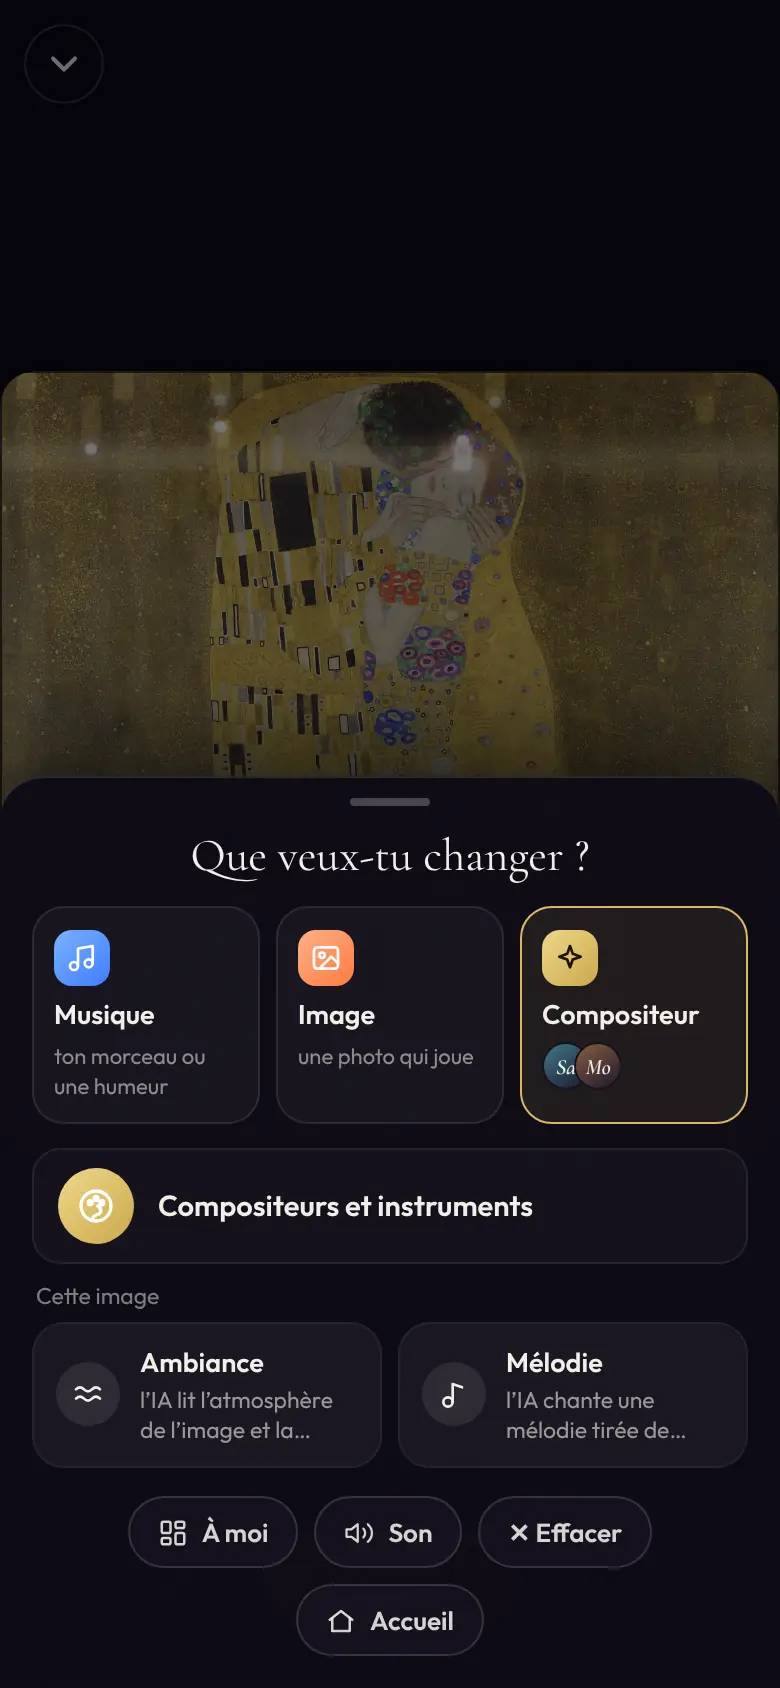 Que veux-tu changer ?
Musique
ton morceau ou
une humeur
Image
une photo qui joue
Compositeur
Sa Mo
Compositeurs et instruments
Cette image
Ambiance
l’IA lit l’atmosphère
de l’image et la…
Mélodie
l’IA chante une
mélodie tirée de…
À moi
Son
✕ Effacer
Accueil